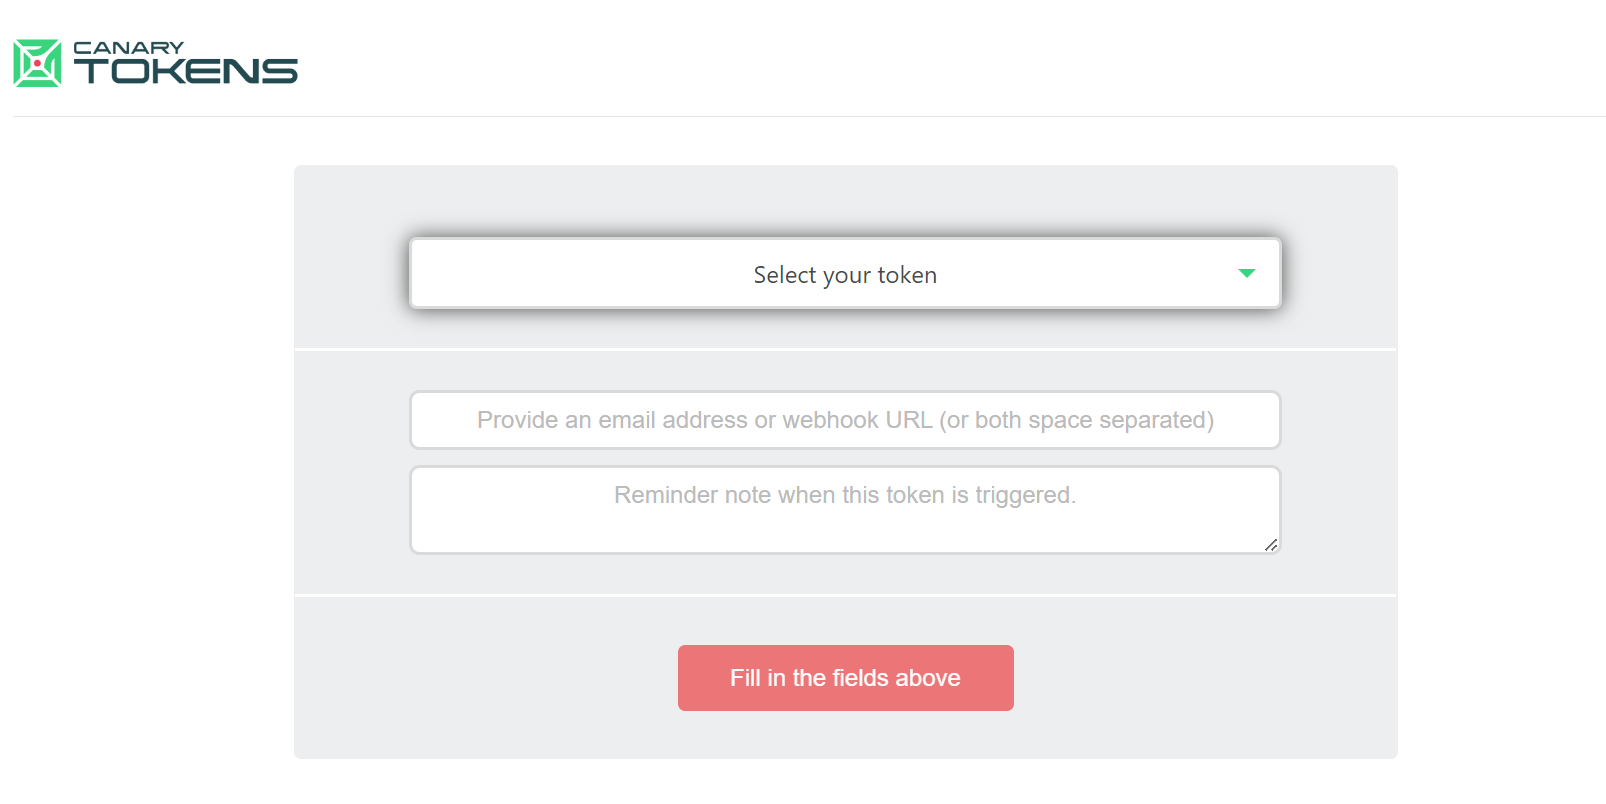 CANARY
TOKENS
Select your token
Provide an email address or webhook URL (or both space separated)
Reminder note when this token is triggered.
Fill in the fields above